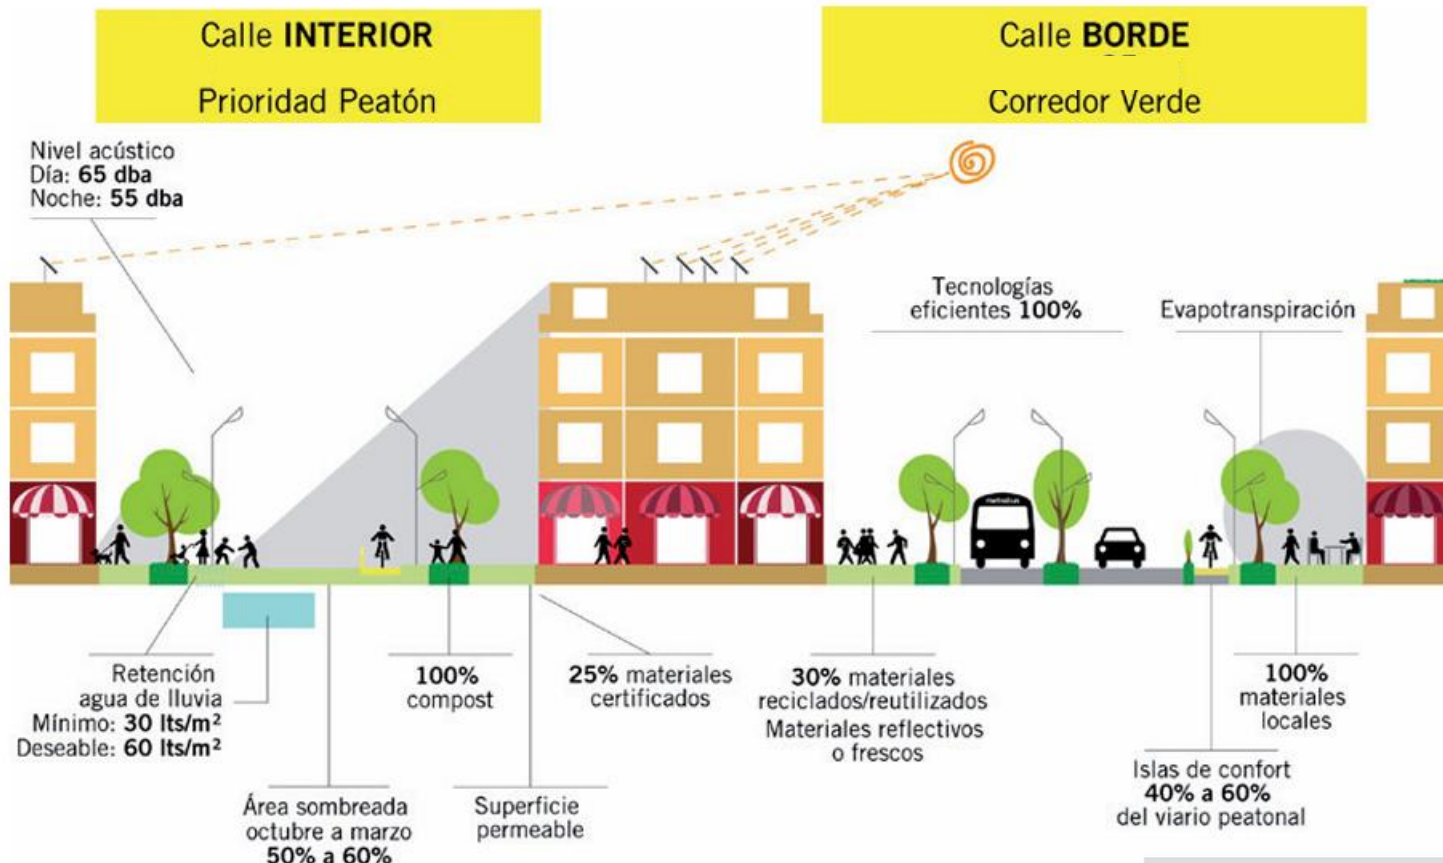 Calle INTERIOR
Prioridad Peatón
Calle BORDE
Corredor Verde
Nivel acústico
Día: 65 dba
Noche: 55 dba
Tecnologías
eficientes 100%
Evapotranspiración
metrobus
Retención
agua de lluvia
Mínimo: 30 lts/m²
Deseable: 60 lts/m²
100%
compost
25% materiales
certificados
30% materiales
reciclados/reutilizados
Materiales reflectivos
o frescos
100%
materiales
locales
Área sombreada
octubre a marzo
50% a 60%
Superficie
permeable
Islas de confort
40% a 60%
del viario peatonal